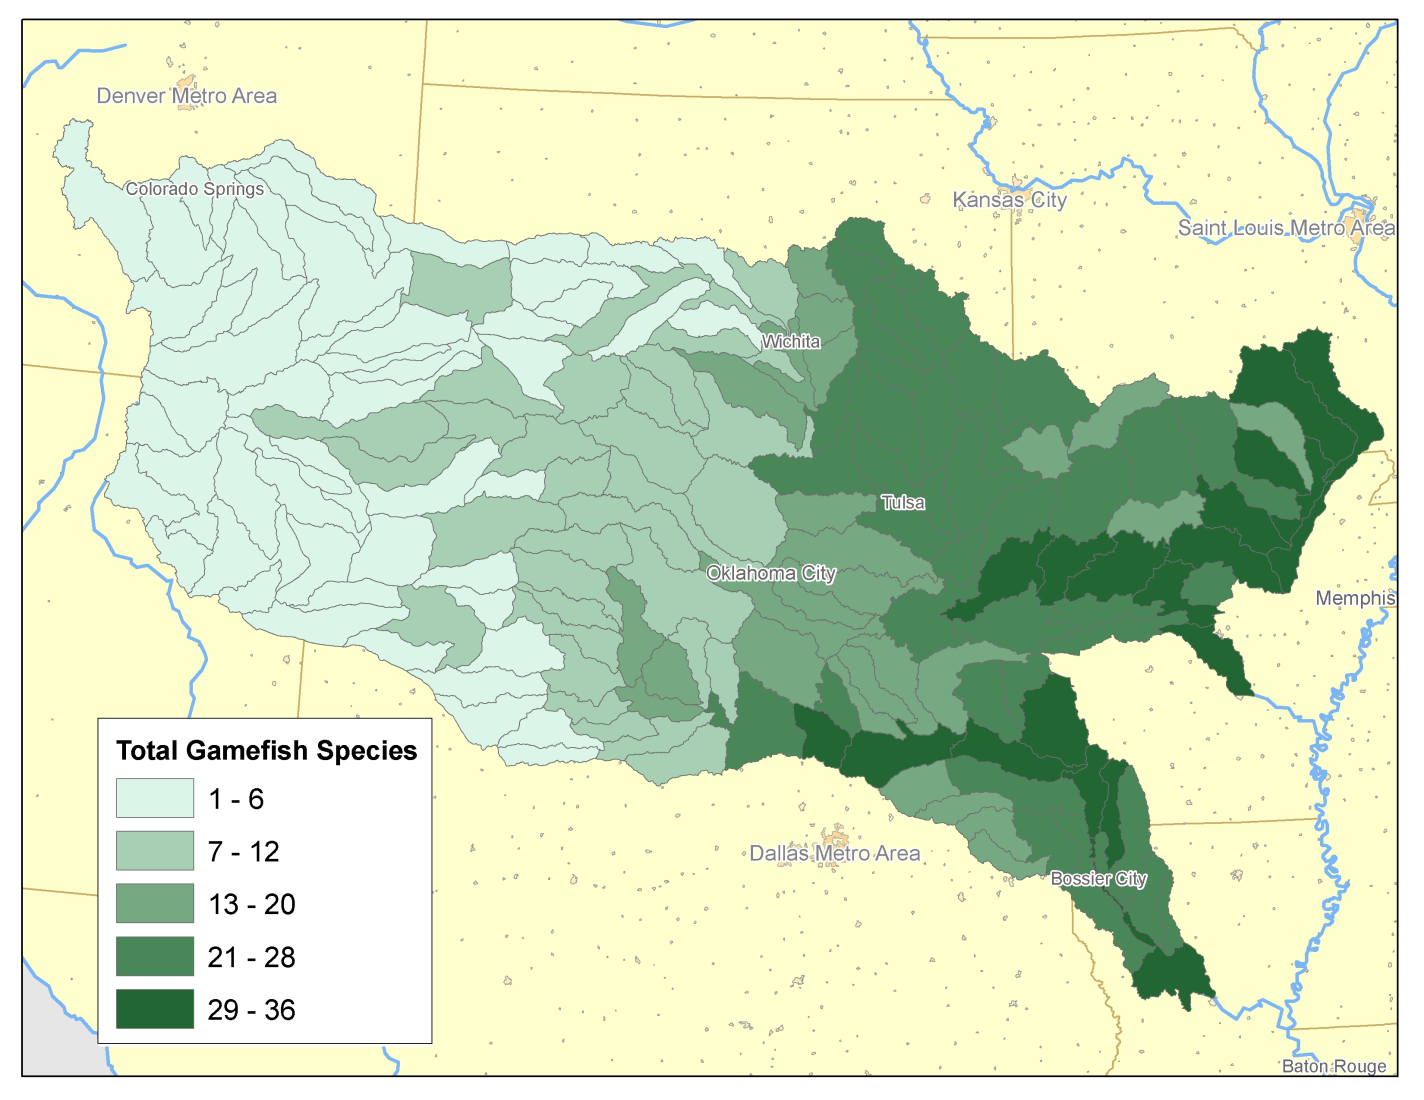 Denver Metro Area
Colorado Springs
Kansas City
Saint Louis Metro Area
Wichita
Tulsa
Oklahoma City
Memphis
Total Gamefish Species
1 - 6
7 - 12
13 - 20
21 - 28
29 - 36
Dallas Metro Area
Bossier City
Baton Rouge